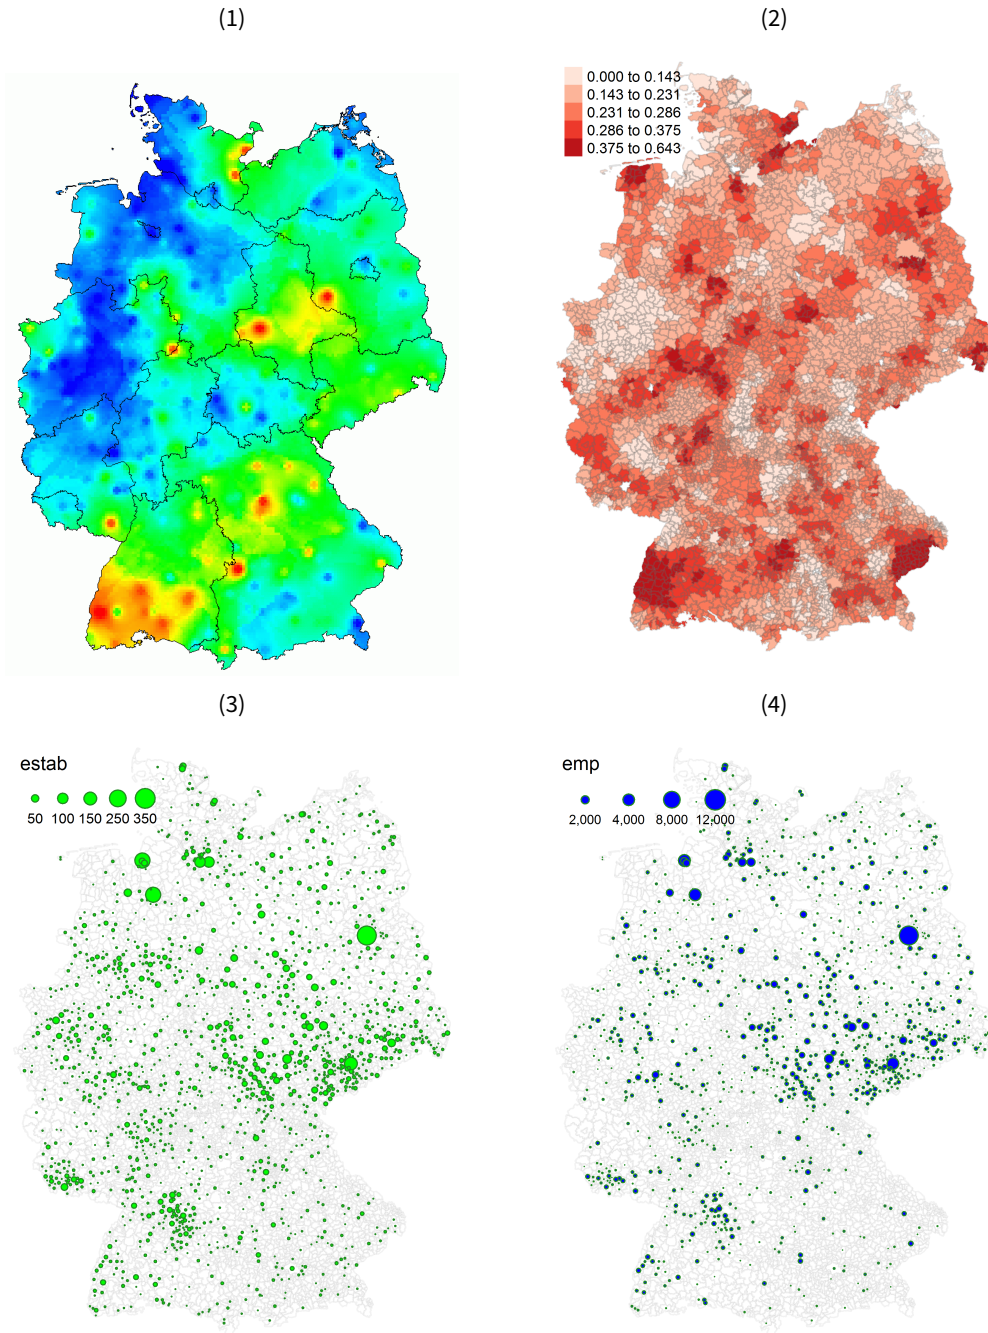 (1)
(2)
0.000 to 0.143
0.143 to 0.231
0.231 to 0.286
0.286 to 0.375
0.375 to 0.643
(3)
(4)
estab
50 100 150 250 350
emp
2,000 4,000 8,000 12,000